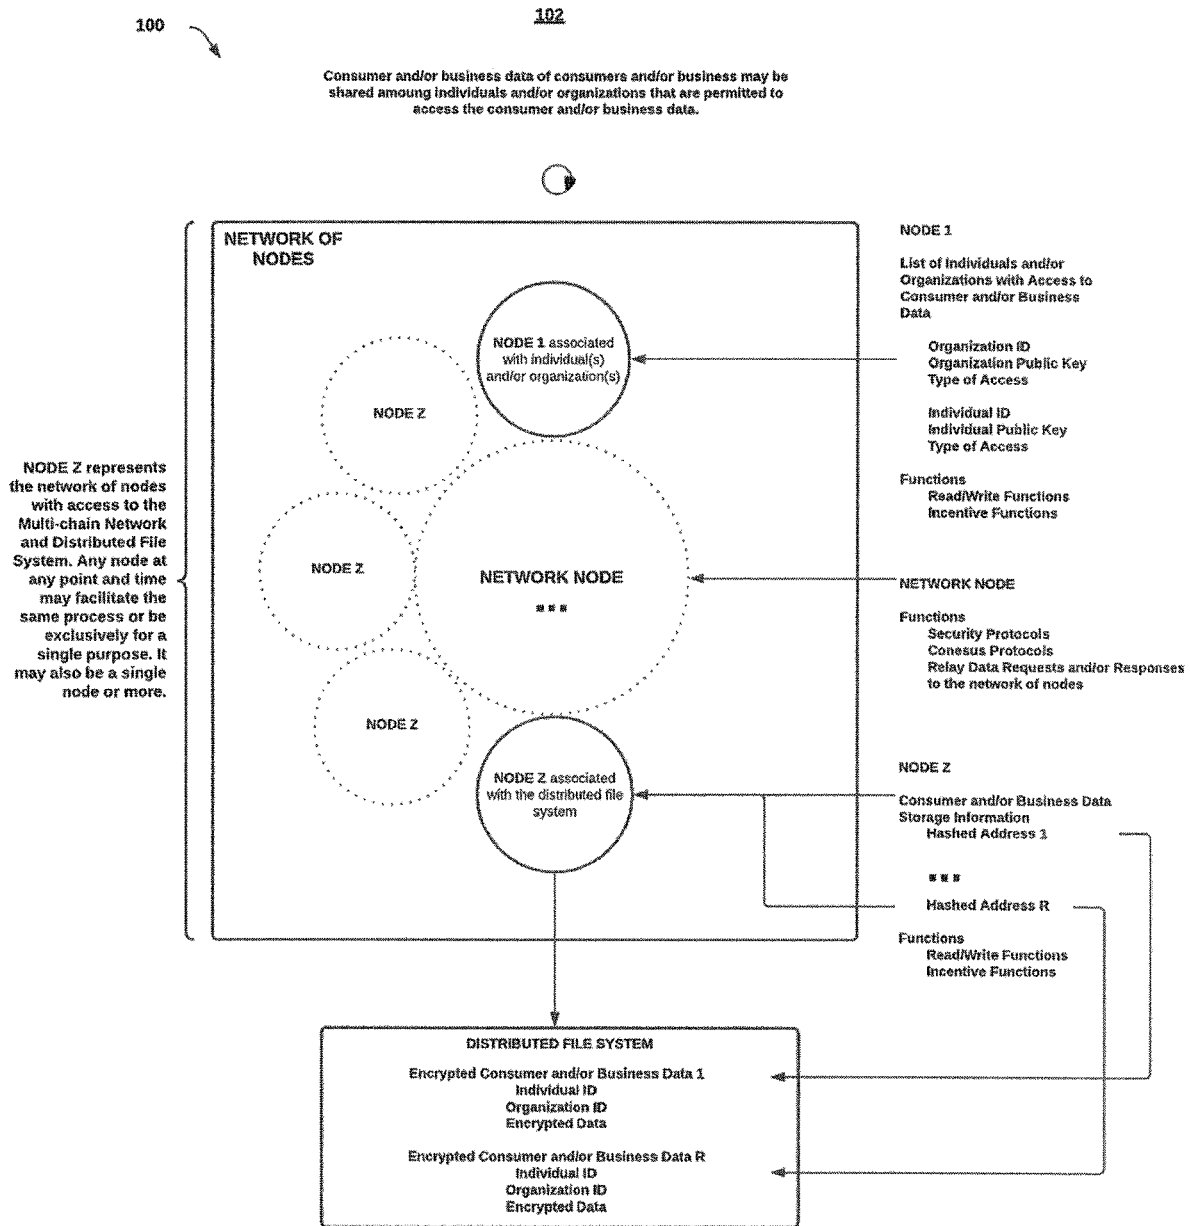 100
102
Consumer and/or business data of consumers and/or business may be
shared amoung individuals and/or organizations that are permitted to
access the consumer and/or business data.
NETWORK OF
NODES
NODE 1 associated
with individual(s)
and/or organization(s)
NODE Z
NODE Z
NODE Z
NETWORK NODE
NODE Z associated
with the distributed file
system
NODE Z represents
the network of nodes
with access to the
Multi-chain Network
and Distributed File
System. Any node at
any point and time
may facilitate the
same process or be
exclusively for a
single purpose. It
may also be a single
node or more.
NODE 1
List of Individuals and/or
Organizations with Access to
Consumer and/or Business
Data
Organization ID
Organization Public Key
Type of Access
Individual ID
Individual Public Key
Type of Access
Functions
Read/Write Functions
Incentive Functions
NETWORK NODE
Functions
Security Protocols
Conesus Protocols
Relay Data Requests and/or Responses
to the network of nodes
NODE Z
Consumer and/or Business Data
Storage Information
Hashed Address 1
Hashed Address R
Functions
Read/Write Functions
Incentive Functions
DISTRIBUTED FILE SYSTEM
Encrypted Consumer and/or Business Data 1
Individual ID
Organization ID
Encrypted Data
Encrypted Consumer and/or Business Data R
Individual ID
Organization ID
Encrypted Data